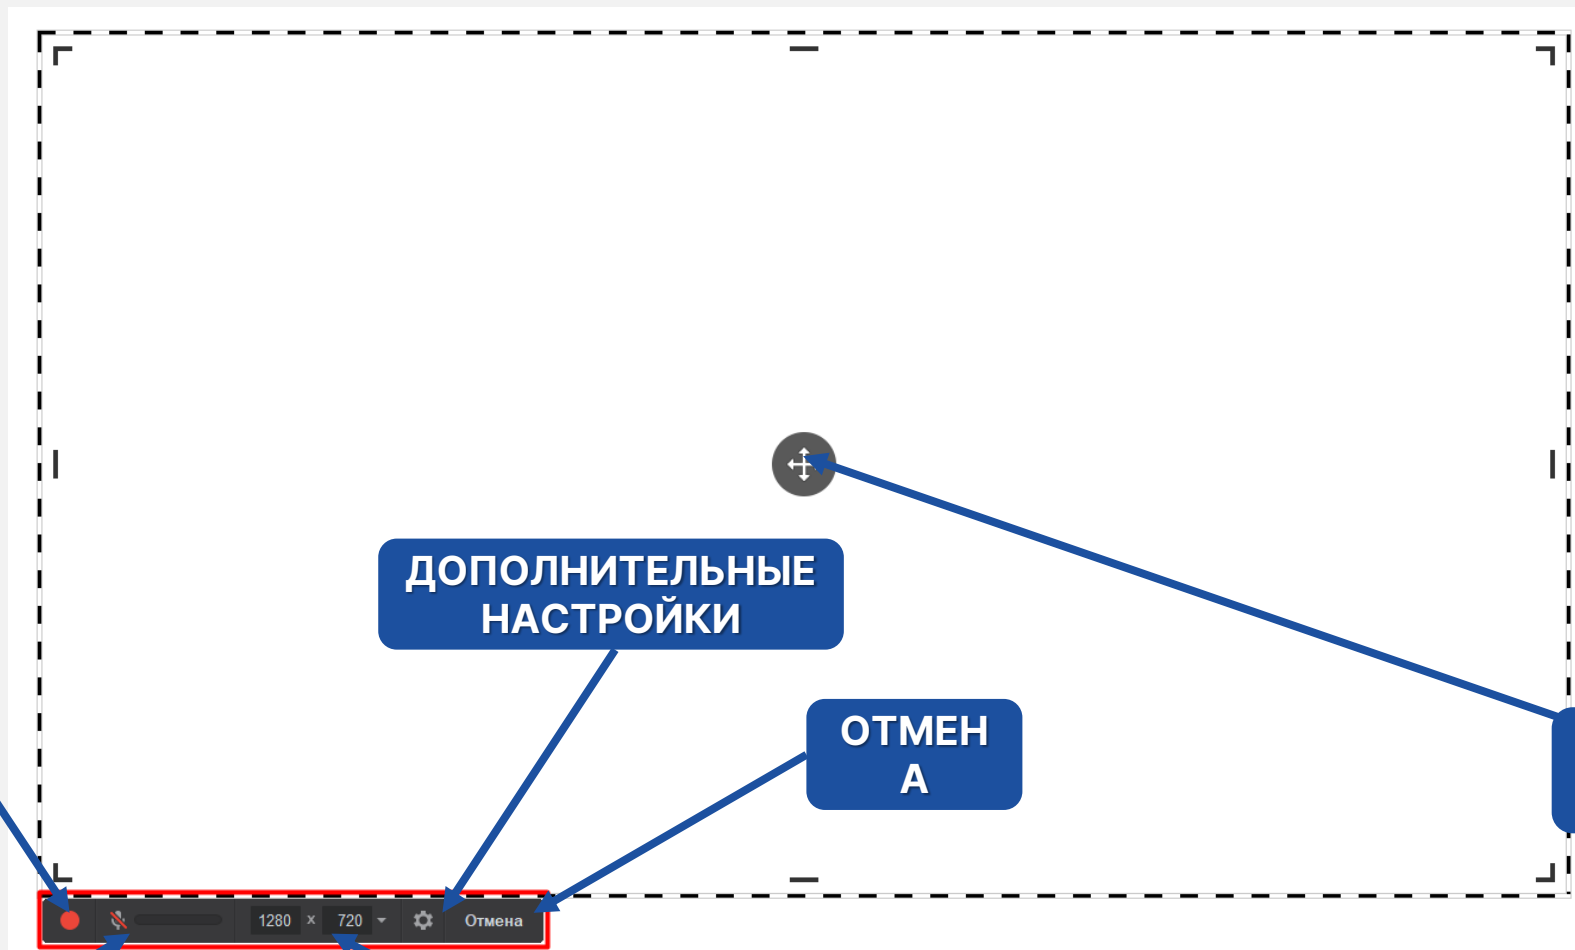 ДОПОЛНИТЕЛЬНЫЕ
НАСТРОЙКИ
ОТМЕН
А
1280 x 720
Отмена